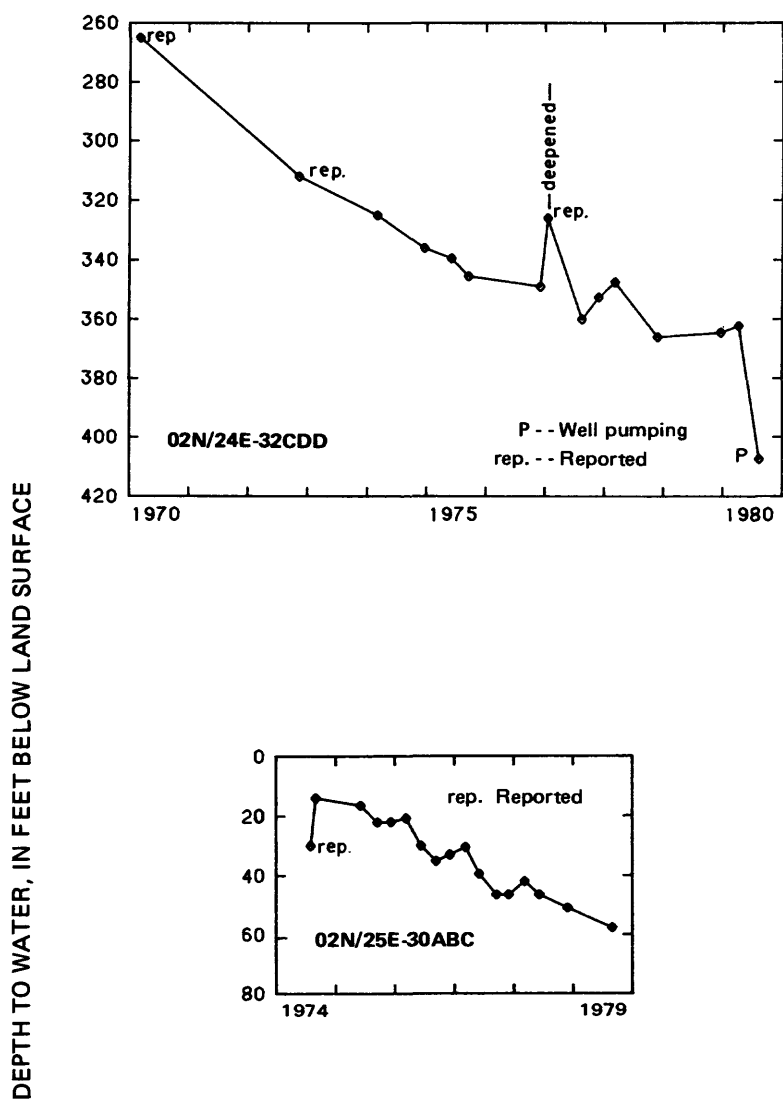 DEPTH TO WATER, IN FEET BELOW LAND SURFACE
260
280
300
320
340
360
380
400
420
rep
rep.
--deepened--
rep.
02N/24E-32CDD
P - - Well pumping
rep. - - Reported
P
1970 1975 1980
0
20
40
60
80
rep. Reported
rep.
02N/25E-30ABC
1974 1979